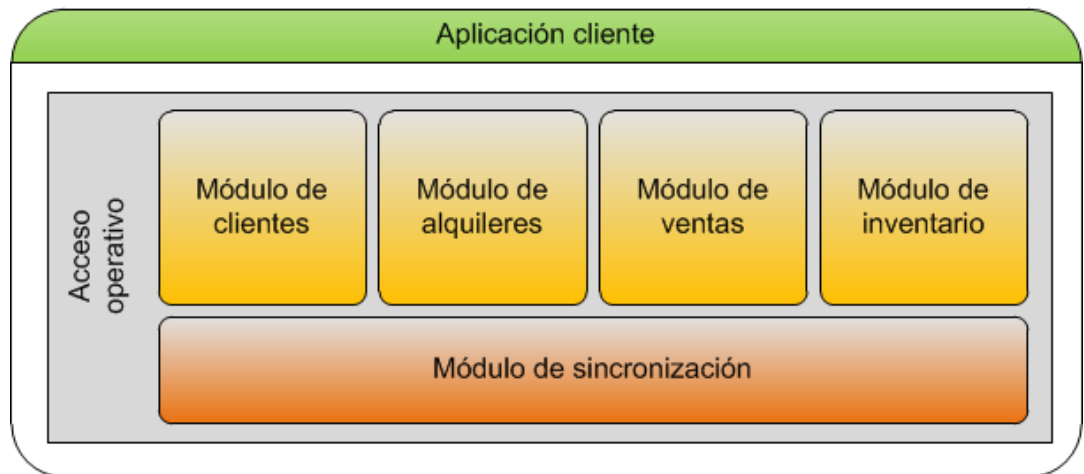 Aplicación cliente
Acceso
operativo
Módulo de
clientes
Módulo de
alquileres
Módulo de
ventas
Módulo de
inventario
Módulo de sincronización